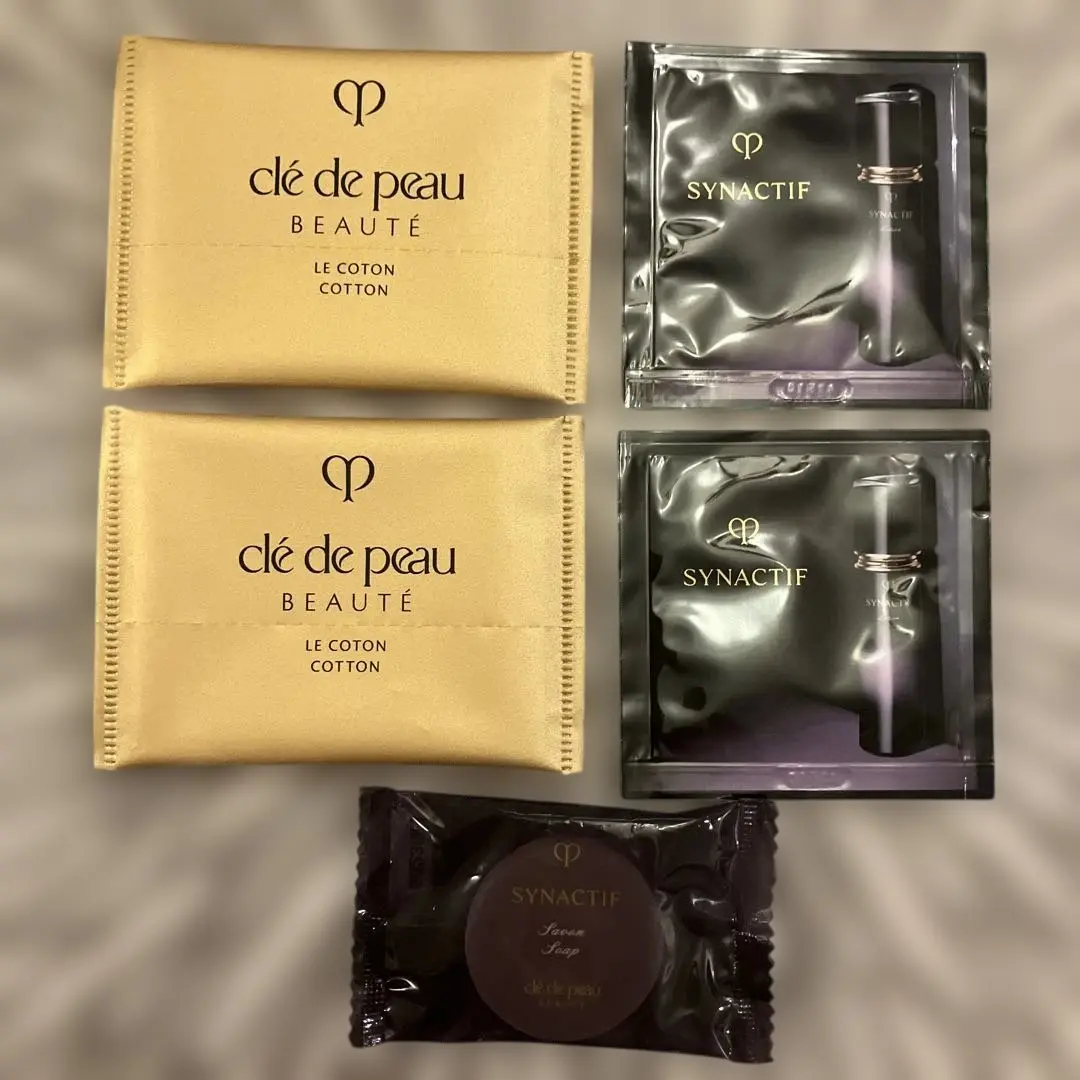 clé de peau
BEAUTÉ
LE COTON
COTTON
SYNACTIF
SYNACTIF
clé de peau
BEAUTÉ
LE COTON
COTTON
SYNACTIF
SYNACTIF
Savon
Soap
clé de peau
BEAUTÉ
SYNACTIF